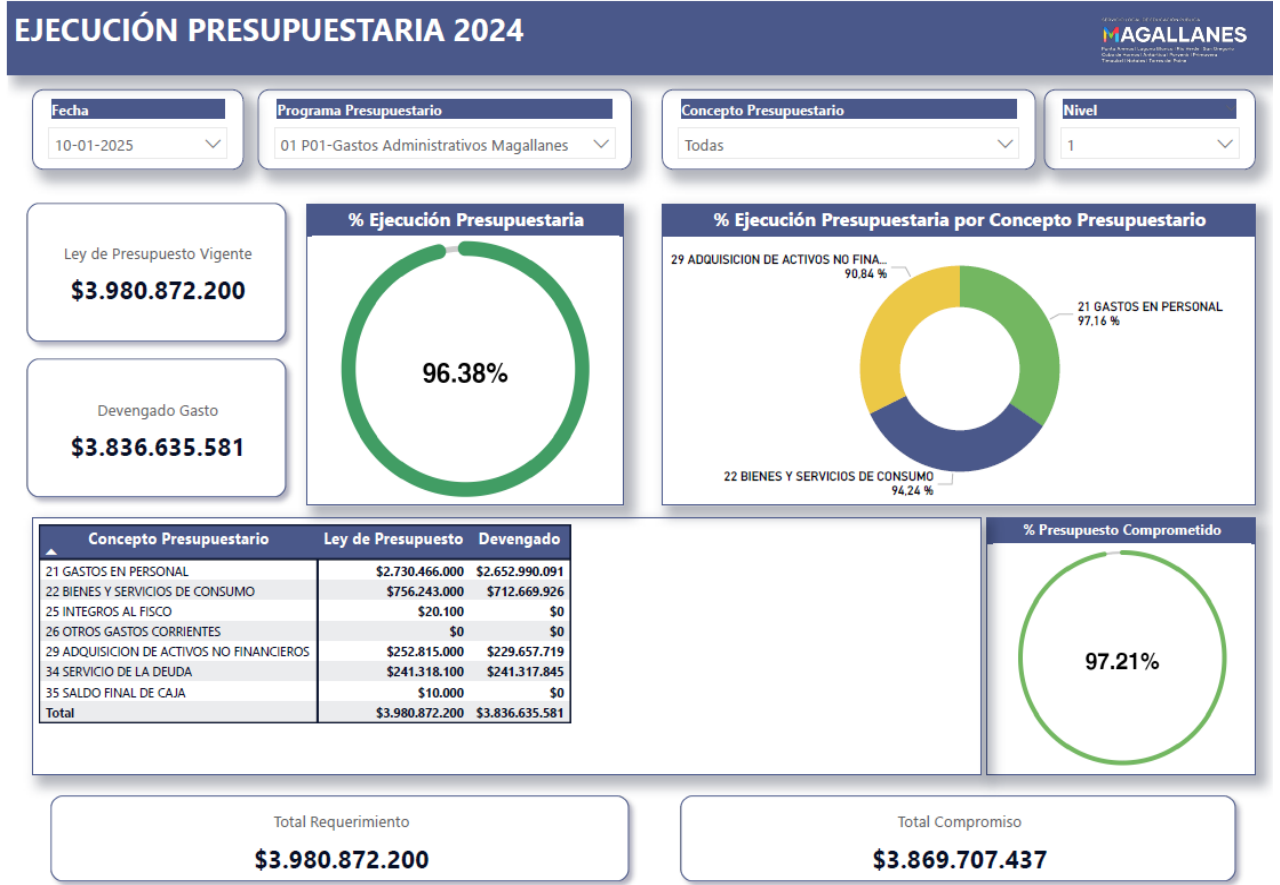 EJECUCIÓN PRESUPUESTARIA 2024
SERVICIO LOCAL DE EDUCACIÓN PÚBLICA
MAGALLANES
Fecha
10-01-2025
Programa Presupuestario
01 P01-Gastos Administrativos Magallanes
Concepto Presupuestario
Todas
Nivel
1
Ley de Presupuesto Vigente
$3.980.872.200
Devengado Gasto
$3.836.635.581
% Ejecución Presupuestaria
96.38%
% Ejecución Presupuestaria por Concepto Presupuestario
29 ADQUISICION DE ACTIVOS NO FINA...
90,84 %
21 GASTOS EN PERSONAL
97,16 %
22 BIENES Y SERVICIOS DE CONSUMO
94,24 %
Concepto Presupuestario Ley de Presupuesto Devengado
21 GASTOS EN PERSONAL $2.730.466.000 $2.652.990.091
22 BIENES Y SERVICIOS DE CONSUMO $756.243.000 $712.669.926
25 INTEGROS AL FISCO $20.100 $0
26 OTROS GASTOS CORRIENTES $0 $0
29 ADQUISICION DE ACTIVOS NO FINANCIEROS $252.815.000 $229.657.719
34 SERVICIO DE LA DEUDA $241.318.100 $241.317.845
35 SALDO FINAL DE CAJA $10.000 $0
Total $3.980.872.200 $3.836.635.581
% Presupuesto Comprometido
97.21%
Total Requerimiento
$3.980.872.200
Total Compromiso
$3.869.707.437